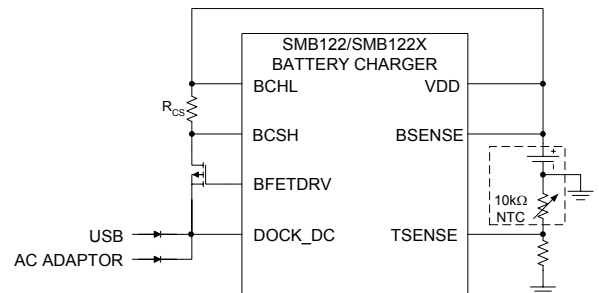 SMB122/SMB122X
BATTERY CHARGER
BCHL
VDD
RCS
BCSH
BSENSE
+
BFETDRV
10kΩ
NTC
USB
DOCK_DC
TSENSE
AC ADAPTOR